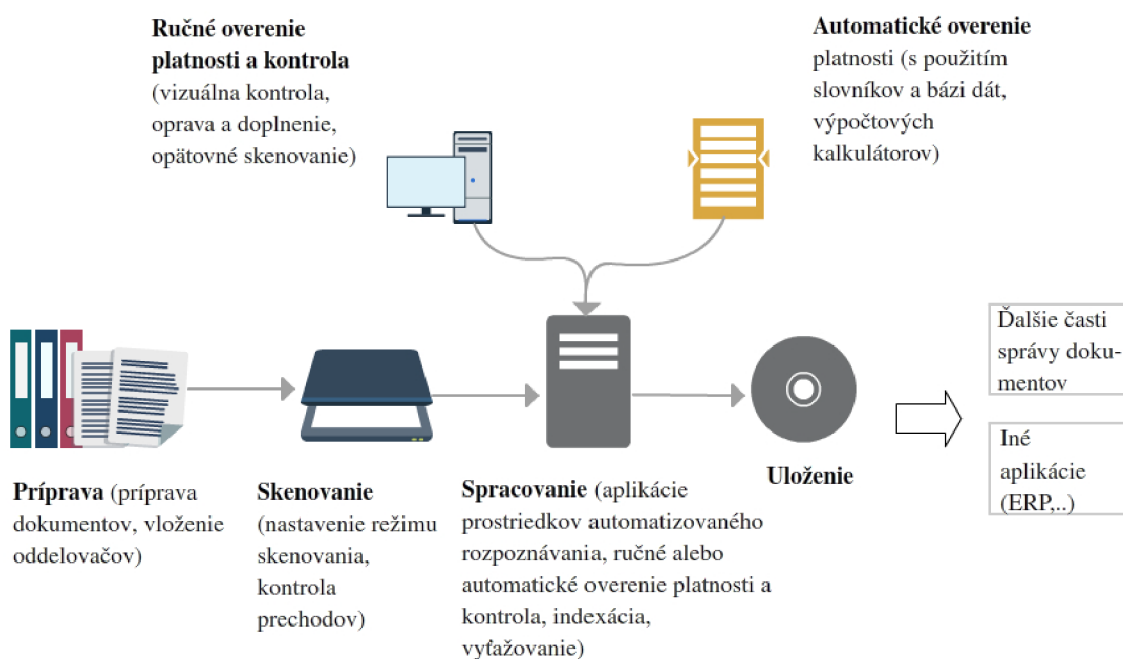 Ručné overenie
platnosti a kontrola
(vizuálna kontrola,
oprava a doplnenie,
opätovné skenovanie)
Automatické overenie
platnosti (s použitím
slovníkov a bázi dát,
výpočtových
kalkulátorov)
Príprava (príprava
dokumentov, vloženie
oddelovačov)
Skenovanie
(nastavenie režimu
skenovania,
kontrola
prechodov)
Spracovanie (aplikácie
prostriedkov automatizovaného
rozpoznávania, ručné alebo
automatické overenie platnosti a
kontrola, indexácia,
vyťažovanie)
Uloženie
Ďalšie časti
správy doku-
mentov
Iné
aplikácie
(ERP,..)